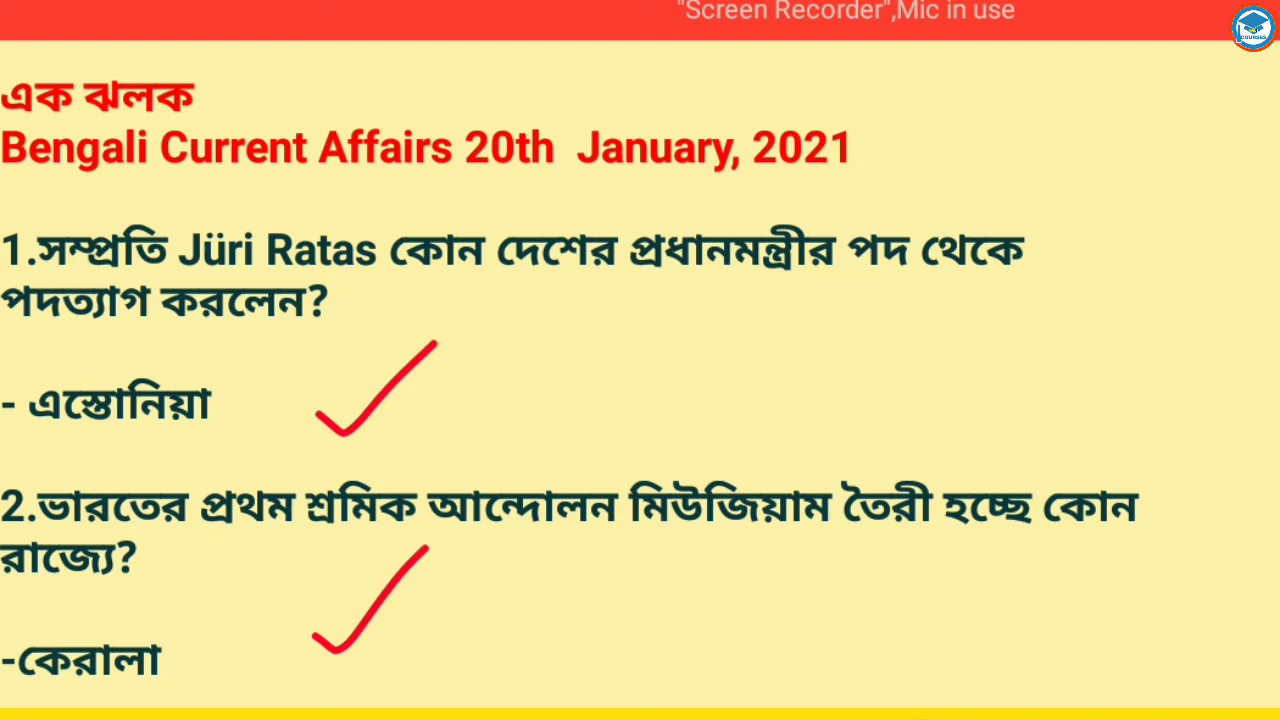 "Screen Recorder",Mic in use
COURSES
এক ঝলক
Bengali Current Affairs 20th January, 2021
1.সম্প্রতি Jüri Ratas কোন দেশের প্রধানমন্ত্রীর পদ থেকে
পদত্যাগ করলেন?
- এস্তোনিয়া
2.ভারতের প্রথম শ্রমিক আন্দোলন মিউজিয়াম তৈরী হচ্ছে কোন
রাজ্যে?
-কেরালা